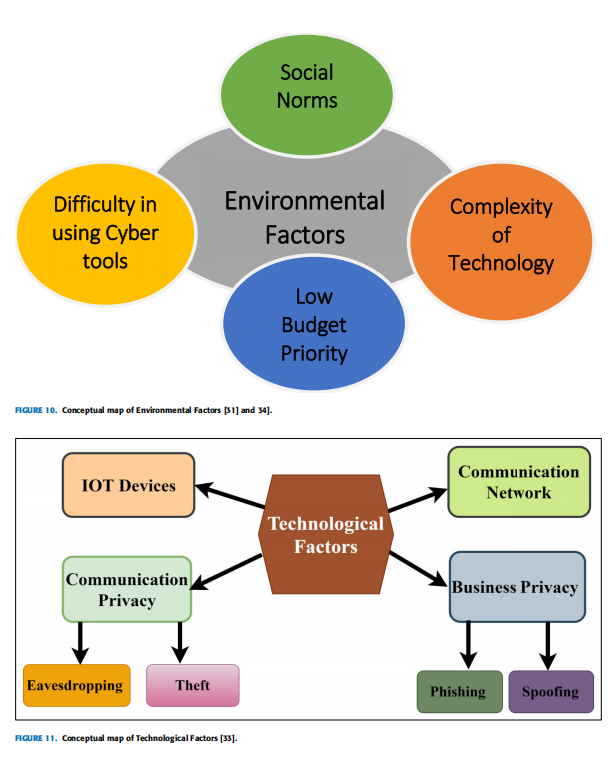 Social
Norms
Difficulty in
using Cyber
tools
Environmental
Factors
Complexity
of
Technology
Low
Budget
Priority
FIGURE 10. Conceptual map of Environmental Factors [31] and 34].
IOT Devices
Technological
Factors
Communication
Network
Communication
Privacy
Business Privacy
Eavesdropping
Theft
Phishing
Spoofing
FIGURE 11. Conceptual map of Technological Factors [33].